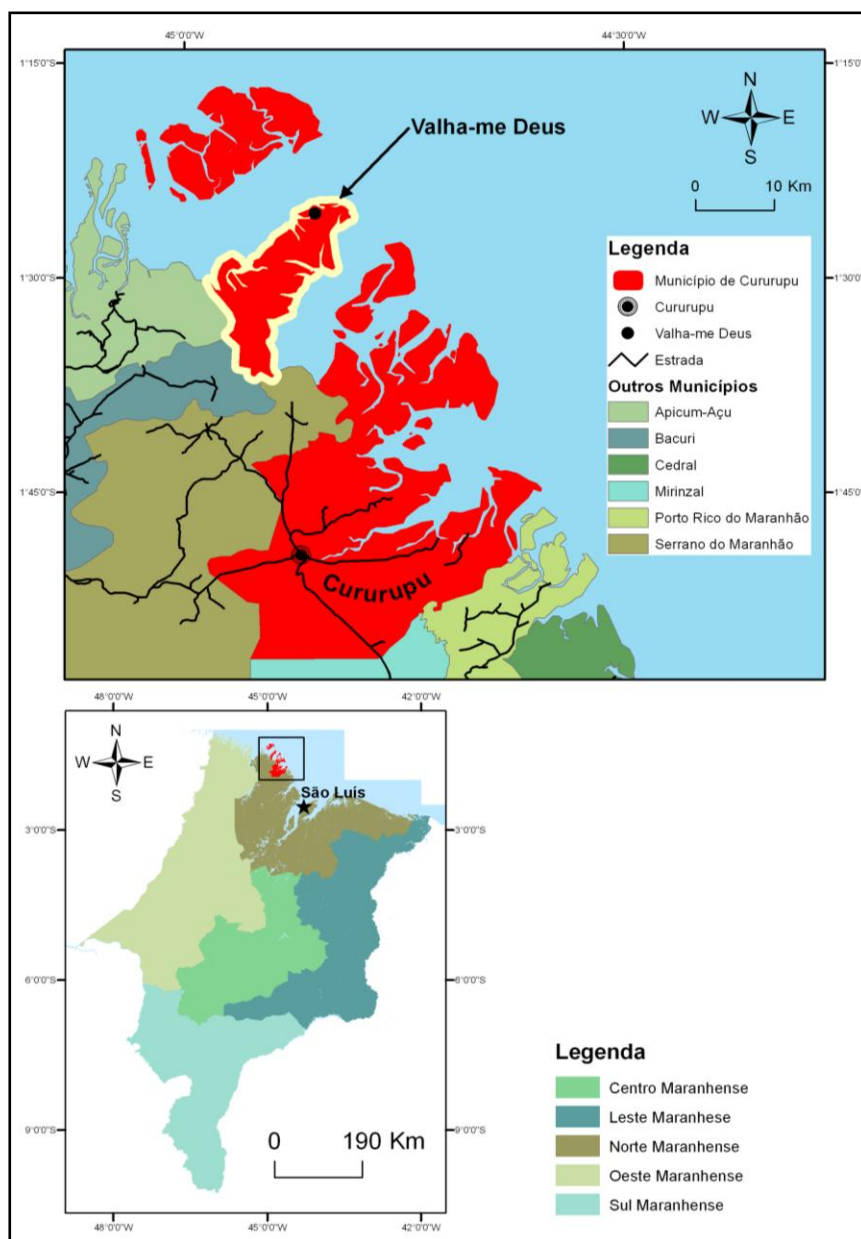 45°0'0"W
44°30'0"W
1°15'0"S
1°15'0"S
Valha-me Deus
N
W
E
S
0
10 Km
1°30'0"S
1°30'0"S
Legenda
Município de Cururupu
Cururupu
Valha-me Deus
Estrada
Outros Municípios
Apicum-Açu
Bacuri
Cedral
Mirinzal
Porto Rico do Maranhão
Serrano do Maranhão
1°45'0"S
1°45'0"S
Cururupu
48°0'0"W
45°0'0"W
42°0'0"W
N
W
E
S
São Luís
3°0'0"S
3°0'0"S
6°0'0"S
6°0'0"S
9°0'0"S
9°0'0"S
0
190 Km
48°0'0"W
45°0'0"W
42°0'0"W
Legenda
Centro Maranhense
Leste Maranhese
Norte Maranhense
Oeste Maranhense
Sul Maranhense